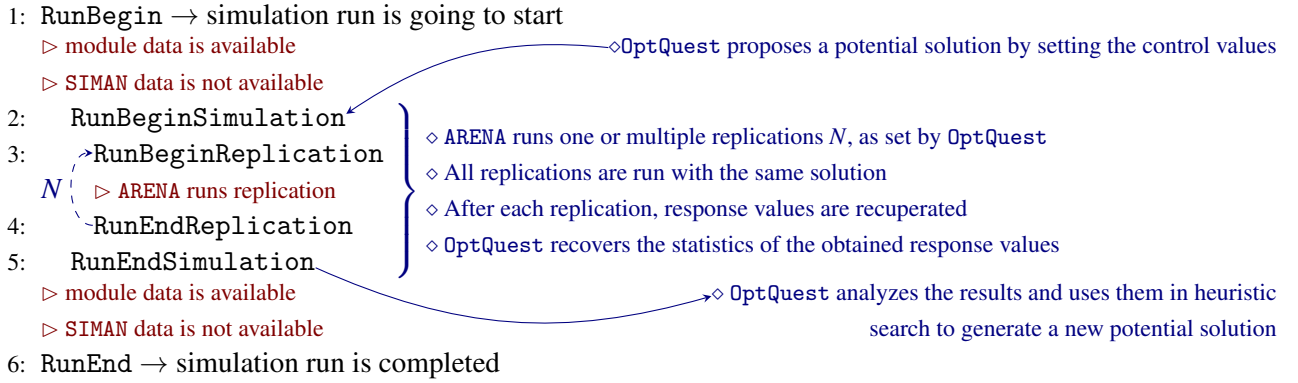 1: RunBegin → simulation run is going to start
▷ module data is available
⋄OptQuest proposes a potential solution by setting the control values
▷ SIMAN data is not available
2: RunBeginSimulation
⋄ ARENA runs one or multiple replications N, as set by OptQuest
3: RunBeginReplication
⋄ All replications are run with the same solution
N
▷ ARENA runs replication
⋄ After each replication, response values are recuperated
4: RunEndReplication
⋄ OptQuest recovers the statistics of the obtained response values
5: RunEndSimulation
▷ module data is available
⋄ OptQuest analyzes the results and uses them in heuristic
▷ SIMAN data is not available
search to generate a new potential solution
6: RunEnd → simulation run is completed